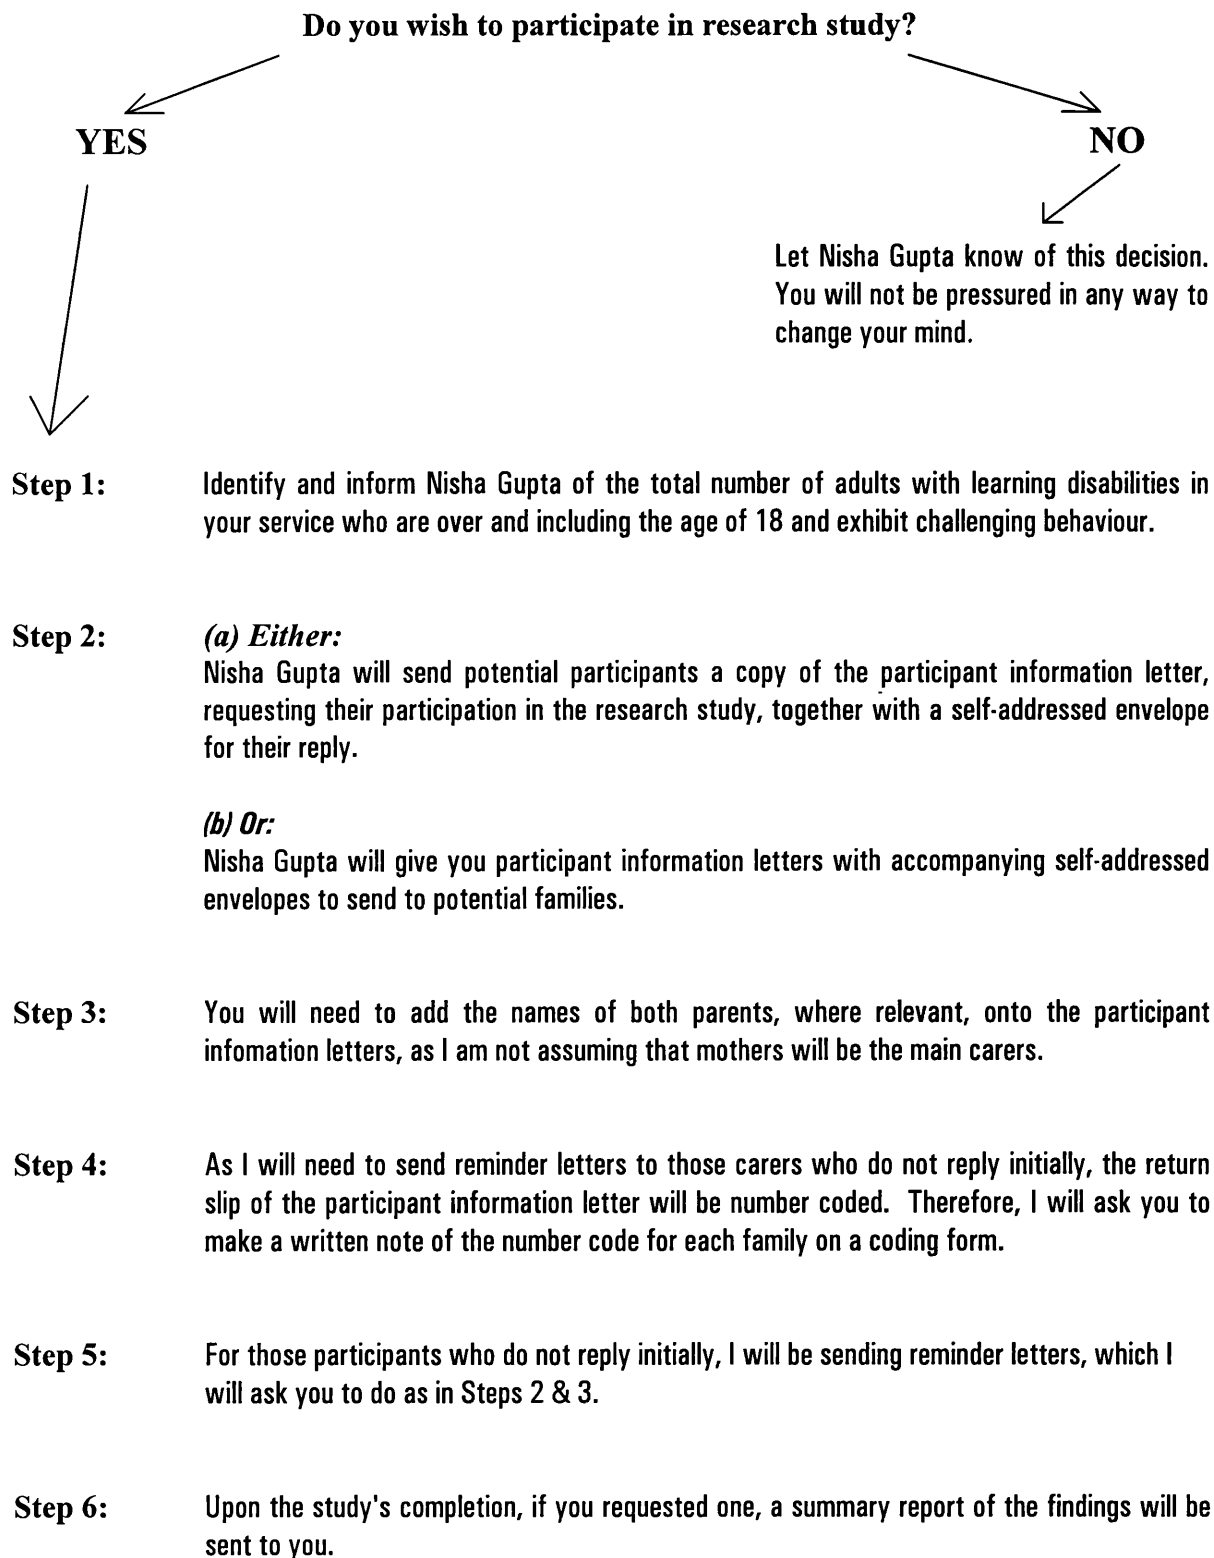 Do you wish to participate in research study?
YES
NO
Let Nisha Gupta know of this decision.
You will not be pressured in any way to
change your mind.
Step 1: Identify and inform Nisha Gupta of the total number of adults with learning disabilities in
your service who are over and including the age of 18 and exhibit challenging behaviour.
Step 2: (a) Either:
Nisha Gupta will send potential participants a copy of the participant information letter,
requesting their participation in the research study, together with a self-addressed envelope
for their reply.
(b) Or:
Nisha Gupta will give you participant information letters with accompanying self-addressed
envelopes to send to potential families.
Step 3: You will need to add the names of both parents, where relevant, onto the participant
infomation letters, as I am not assuming that mothers will be the main carers.
Step 4: As I will need to send reminder letters to those carers who do not reply initially, the return
slip of the participant information letter will be number coded. Therefore, I will ask you to
make a written note of the number code for each family on a coding form.
Step 5: For those participants who do not reply initially, I will be sending reminder letters, which I
will ask you to do as in Steps 2 & 3.
Step 6: Upon the study's completion, if you requested one, a summary report of the findings will be
sent to you.